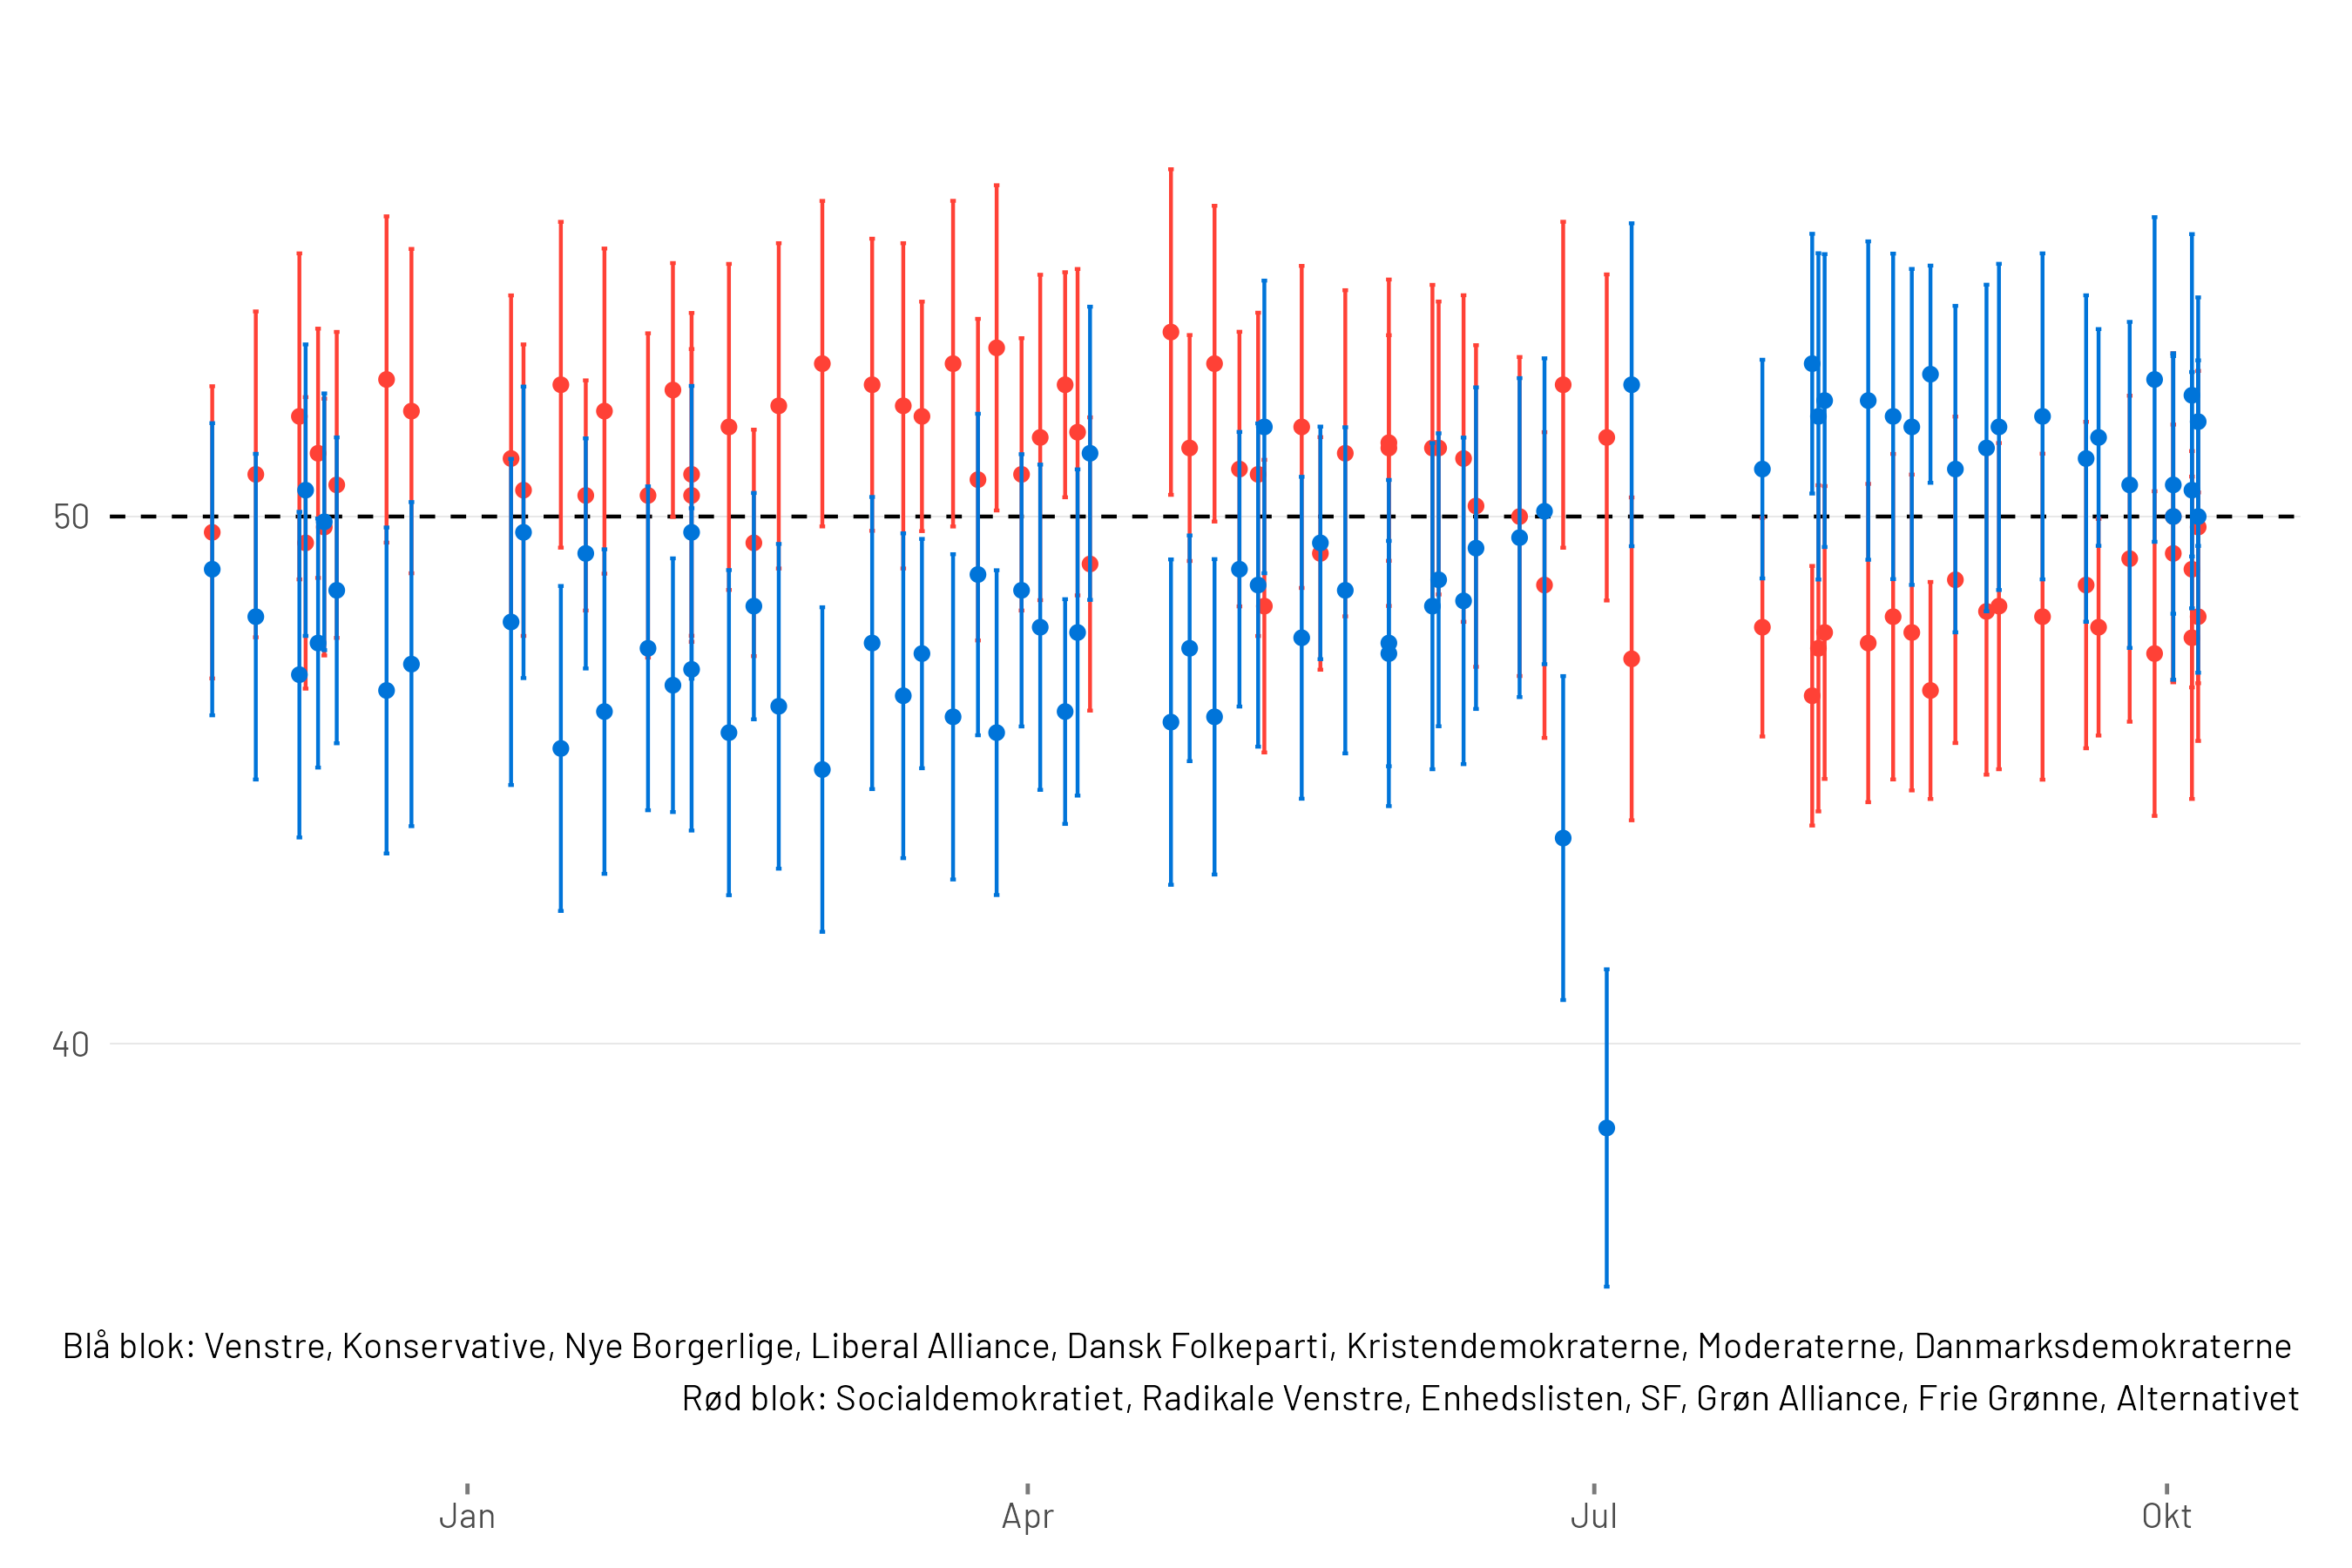 50
40
Blå blok: Venstre, Konservative, Nye Borgerlige, Liberal Alliance, Dansk Folkeparti, Kristendemokraterne, Moderaterne, Danmarksdemokraterne
Rød blok: Socialdemokratiet, Radikale Venstre, Enhedslisten, SF, Grøn Alliance, Frie Grønne, Alternativet
Jan Apr Jul Okt